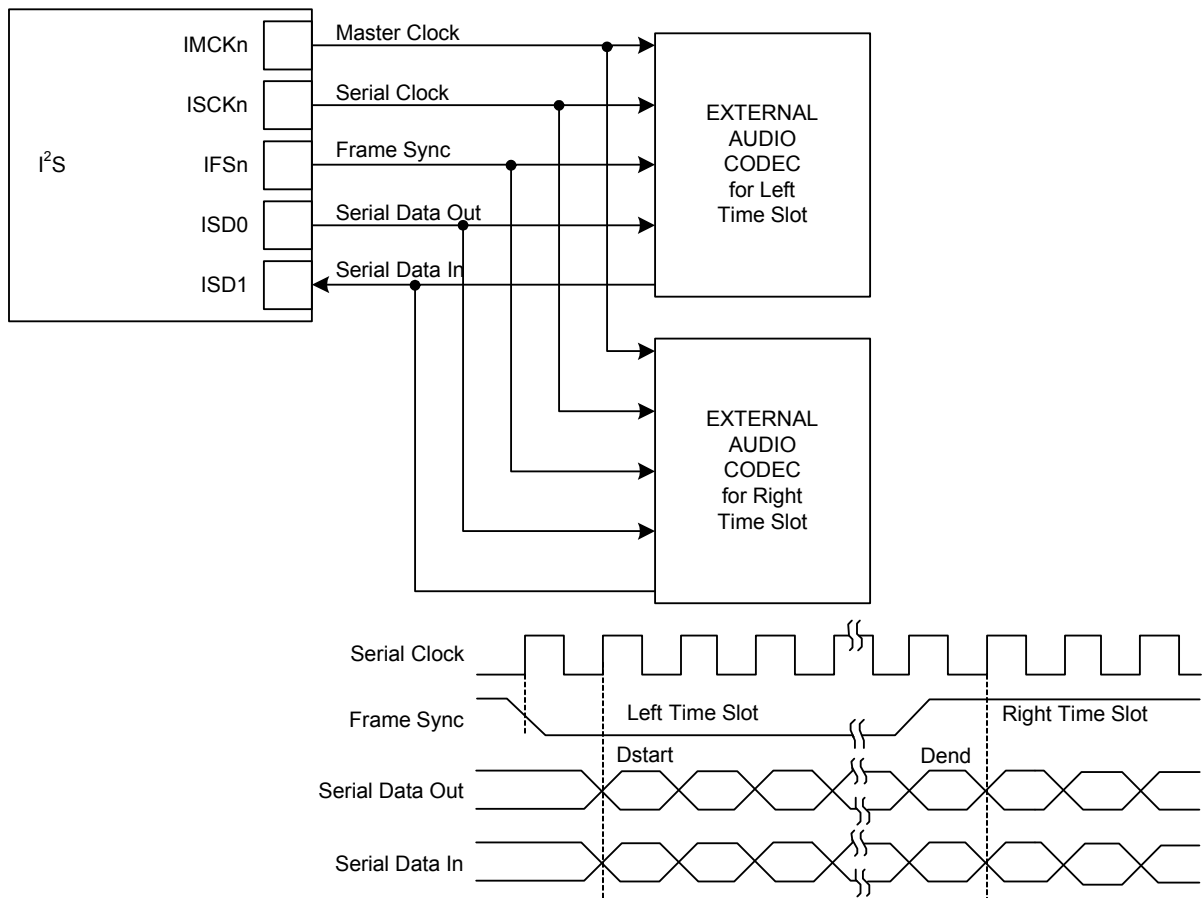 IMCKn
Master Clock
ISCKn
Serial Clock
I²S
IFSn
Frame Sync
ISD0
Serial Data Out
ISD1
Serial Data In
EXTERNAL
AUDIO
CODEC
for Left
Time Slot
EXTERNAL
AUDIO
CODEC
for Right
Time Slot
Serial Clock
Frame Sync
Left Time Slot
Right Time Slot
Dstart
Dend
Serial Data Out
Serial Data In